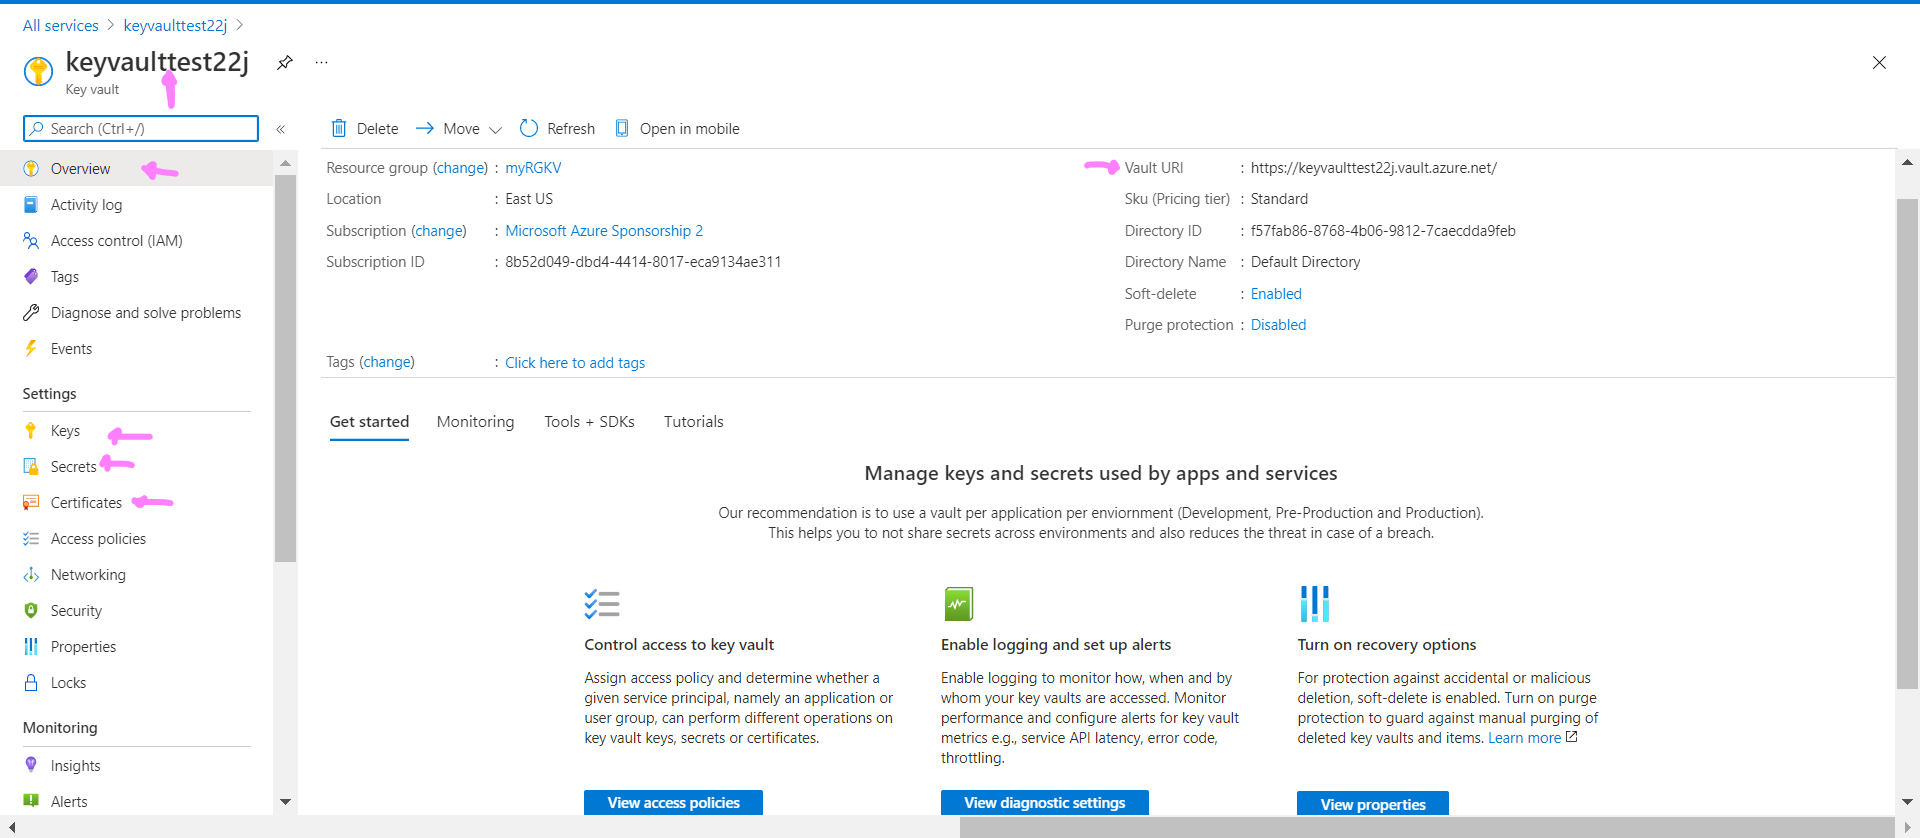 All services > keyvaulttest22j >
keyvaulttest22j
...
Key vault
Search (Ctrl+/)
«
Delete
Move
Refresh
Open in mobile
Overview
Activity log
Access control (IAM)
Tags
Diagnose and solve problems
Events
Settings
Keys
Secrets
Certificates
Access policies
Networking
Security
Properties
Locks
Monitoring
Insights
Alerts
Resource group (change) : myRGKV
Location : East US
Subscription (change) : Microsoft Azure Sponsorship 2
Subscription ID : 8b52d049-dbd4-4414-8017-eca9134ae311
Tags (change) : Click here to add tags
Vault URI : https://keyvaulttest22j.vault.azure.net/
Sku (Pricing tier) : Standard
Directory ID : f57fab86-8768-4b06-9812-7caecdda9feb
Directory Name : Default Directory
Soft-delete : Enabled
Purge protection : Disabled
Get started Monitoring Tools + SDKs Tutorials
Manage keys and secrets used by apps and services
Our recommendation is to use a vault per application per enviornment (Development, Pre-Production and Production).
This helps you to not share secrets across environments and also reduces the threat in case of a breach.
Control access to key vault
Assign access policy and determine whether a
given service principal, namely an application or
user group, can perform different operations on
key vault keys, secrets or certificates.
View access policies
Enable logging and set up alerts
Enable logging to monitor how, when and by
whom your key vaults are accessed. Monitor
performance and configure alerts for key vault
metrics e.g., service API latency, error code,
throttling.
View diagnostic settings
Turn on recovery options
For protection against accidental or malicious
deletion, soft-delete is enabled. Turn on purge
protection to guard against manual purging of
deleted key vaults and items. Learn more
View properties